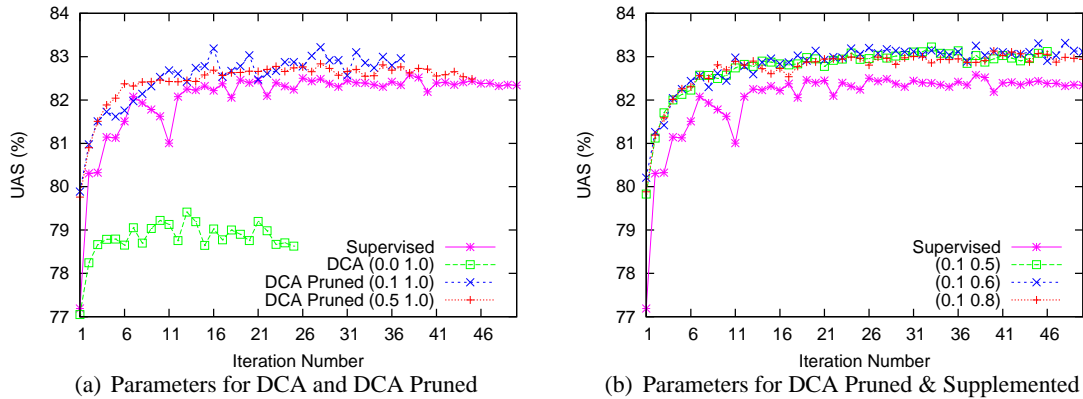 84
83
82
81
80
79
78
77
UAS (%)
1 6 11 16 21 26 31 36 41 46
Iteration Number
Supervised
DCA (0.0 1.0)
DCA Pruned (0.1 1.0)
DCA Pruned (0.5 1.0)
(a) Parameters for DCA and DCA Pruned
84
83
82
81
80
79
78
77
UAS (%)
1 6 11 16 21 26 31 36 41 46
Iteration Number
Supervised
(0.1 0.5)
(0.1 0.6)
(0.1 0.8)
(b) Parameters for DCA Pruned & Supplemented